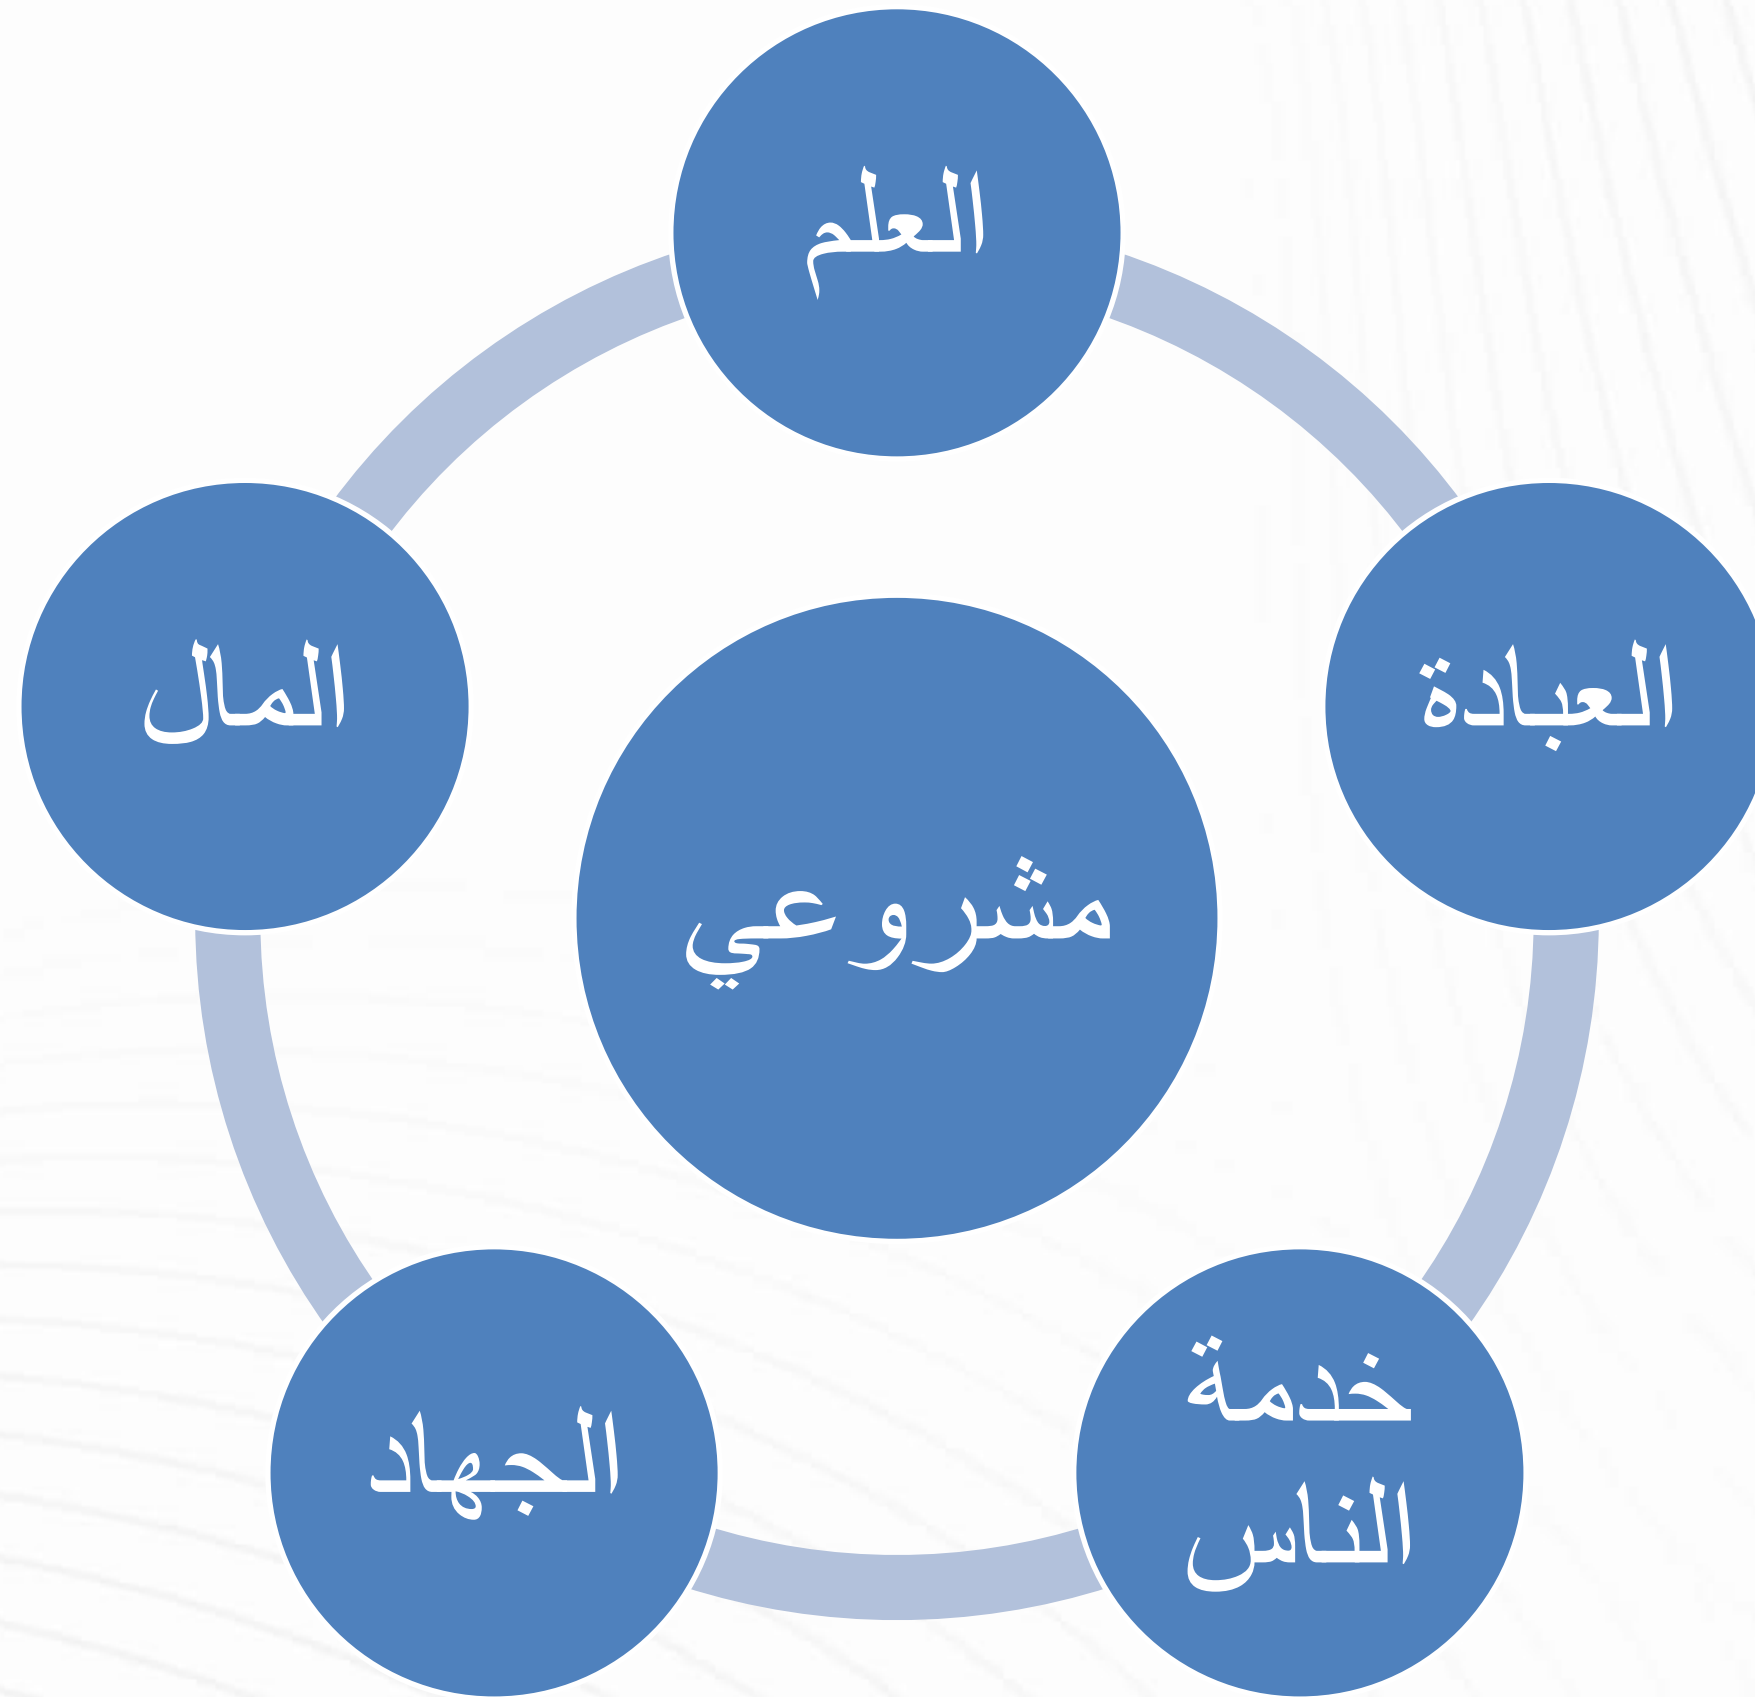 العلم
العبادة
خدمة
الناس
الجهاد
المال
مشروعي